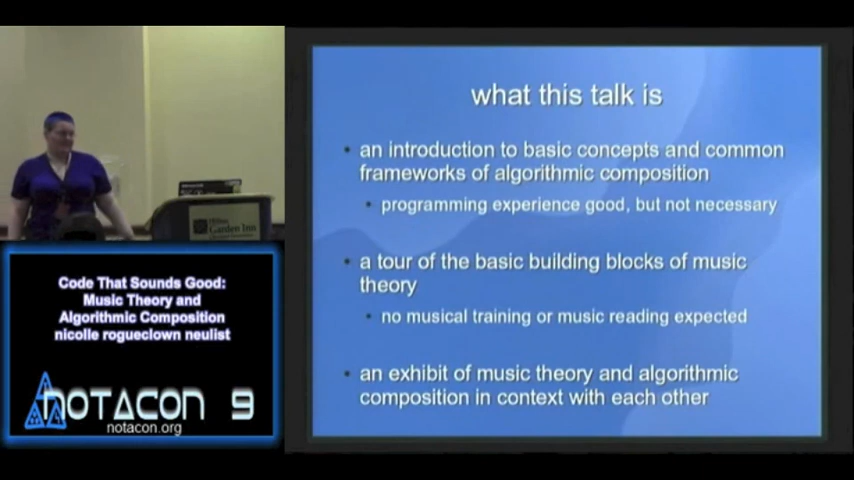 what this talk is
• an introduction to basic concepts and common
frameworks of algorithmic composition
• programming experience good, but not necessary
• a tour of the basic building blocks of music
theory
• no musical training or music reading expected
• an exhibit of music theory and algorithmic
composition in context with each other
Hilton
Garden Inn
Code That Sounds Good:
Music Theory and
Algorithmic Composition
nicolle rogueclown neulist
NOTACON 9
notacon.org